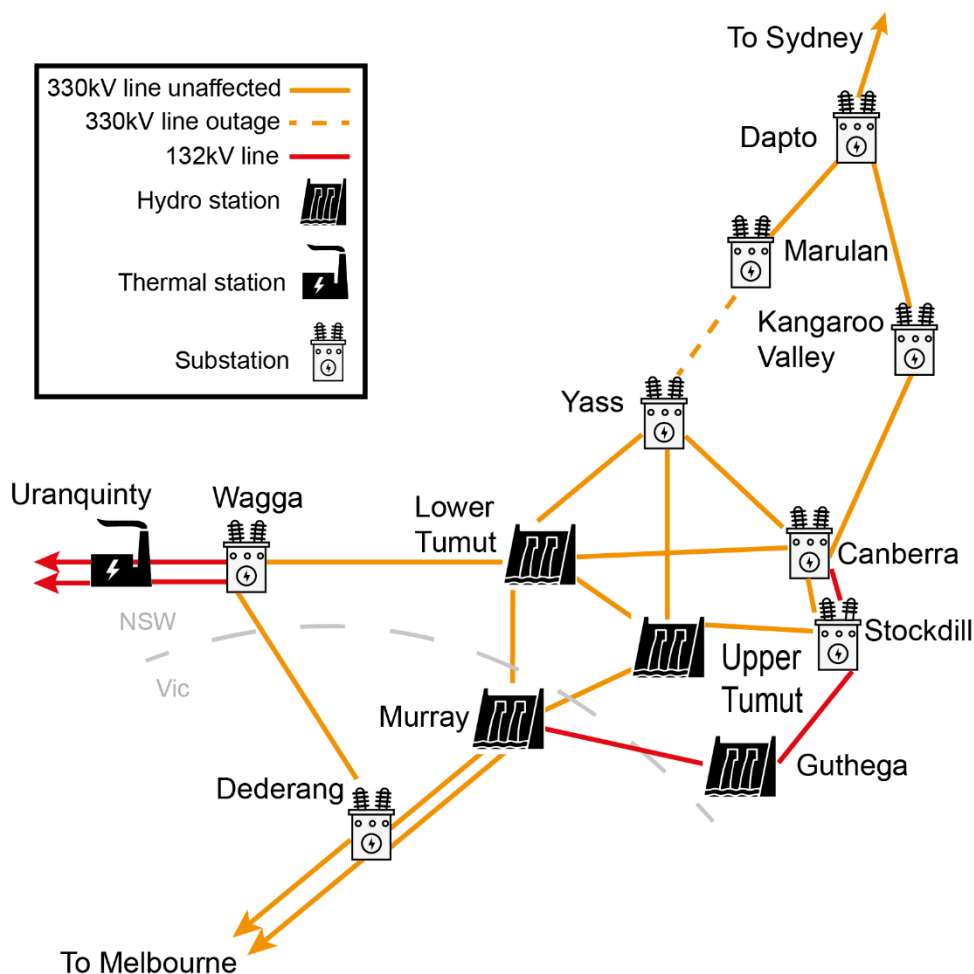 To Sydney
330kV line unaffected
330kV line outage
132kV line
Hydro station
Thermal station
Substation
Dapto
Marulan
Kangaroo
Valley
Yass
Uranquinty
Wagga
Lower
Tumut
Canberra
NSW
Stockdill
Vic
Upper
Tumut
Murray
Guthega
Dederang
To Melbourne